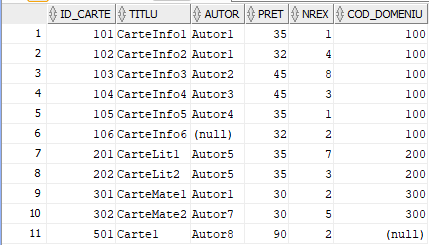 ID_CARTE TITLU AUTOR PRET NREX COD_DOMENIU
1 101 CarteInfo1 Autor1 35 1 100
2 102 CarteInfo2 Autor1 32 4 100
3 103 CarteInfo3 Autor2 45 8 100
4 104 CarteInfo4 Autor3 45 3 100
5 105 CarteInfo5 Autor4 35 1 100
6 106 CarteInfo6 (null) 32 2 100
7 201 CarteLit1 Autor5 35 7 200
8 202 CarteLit2 Autor5 35 3 200
9 301 CarteMate1 Autor1 30 2 300
10 302 CarteMate2 Autor7 30 5 300
11 501 Carte1 Autor8 90 2 (null)